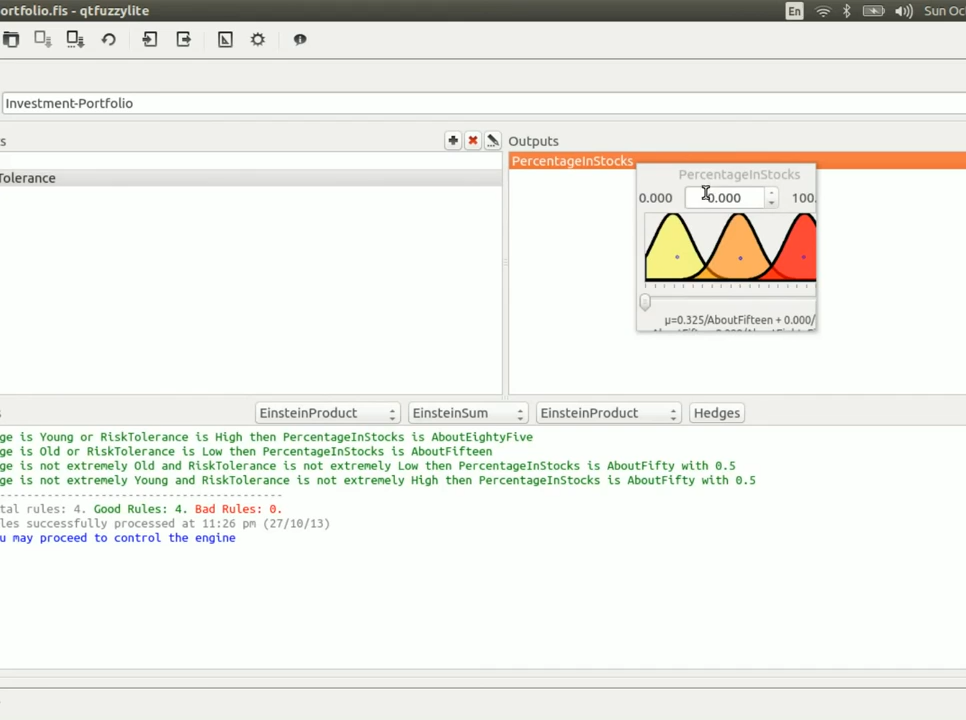 ortfolio.fis - qtfuzzylite
En
Sun Oc
Investment-Portfolio
s
Outputs
PercentageInStocks
Tolerance
PercentageInStocks
0.000 0.000 100.
µ=0.325/AboutFifteen + 0.000/
s EinsteinProduct EinsteinSum EinsteinProduct Hedges
ge is Young or RiskTolerance is High then PercentageInStocks is AboutEightyFive
ge is Old or RiskTolerance is Low then PercentageInStocks is AboutFifteen
ge is not extremely Old and RiskTolerance is not extremely Low then PercentageInStocks is AboutFifty with 0.5
ge is not extremely Young and RiskTolerance is not extremely High then PercentageInStocks is AboutFifty with 0.5
-----------------------------------------
tal rules: 4. Good Rules: 4. Bad Rules: 0.
les successfully processed at 11:26 pm (27/10/13)
u may proceed to control the engine